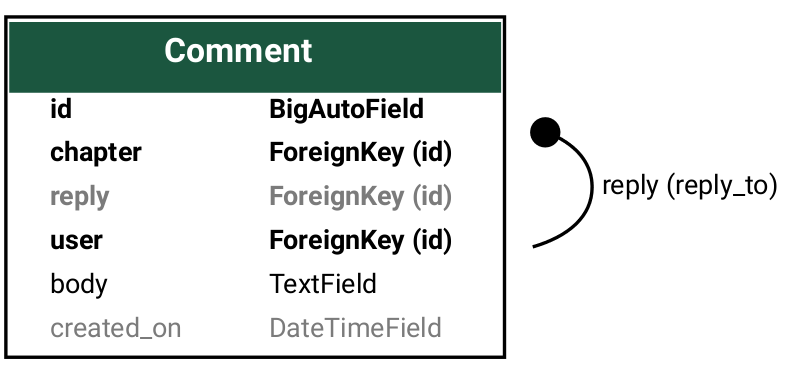 Comment
id BigAutoField
chapter ForeignKey (id)
reply ForeignKey (id)
reply (reply_to)
user ForeignKey (id)
body TextField
created_on DateTimeField